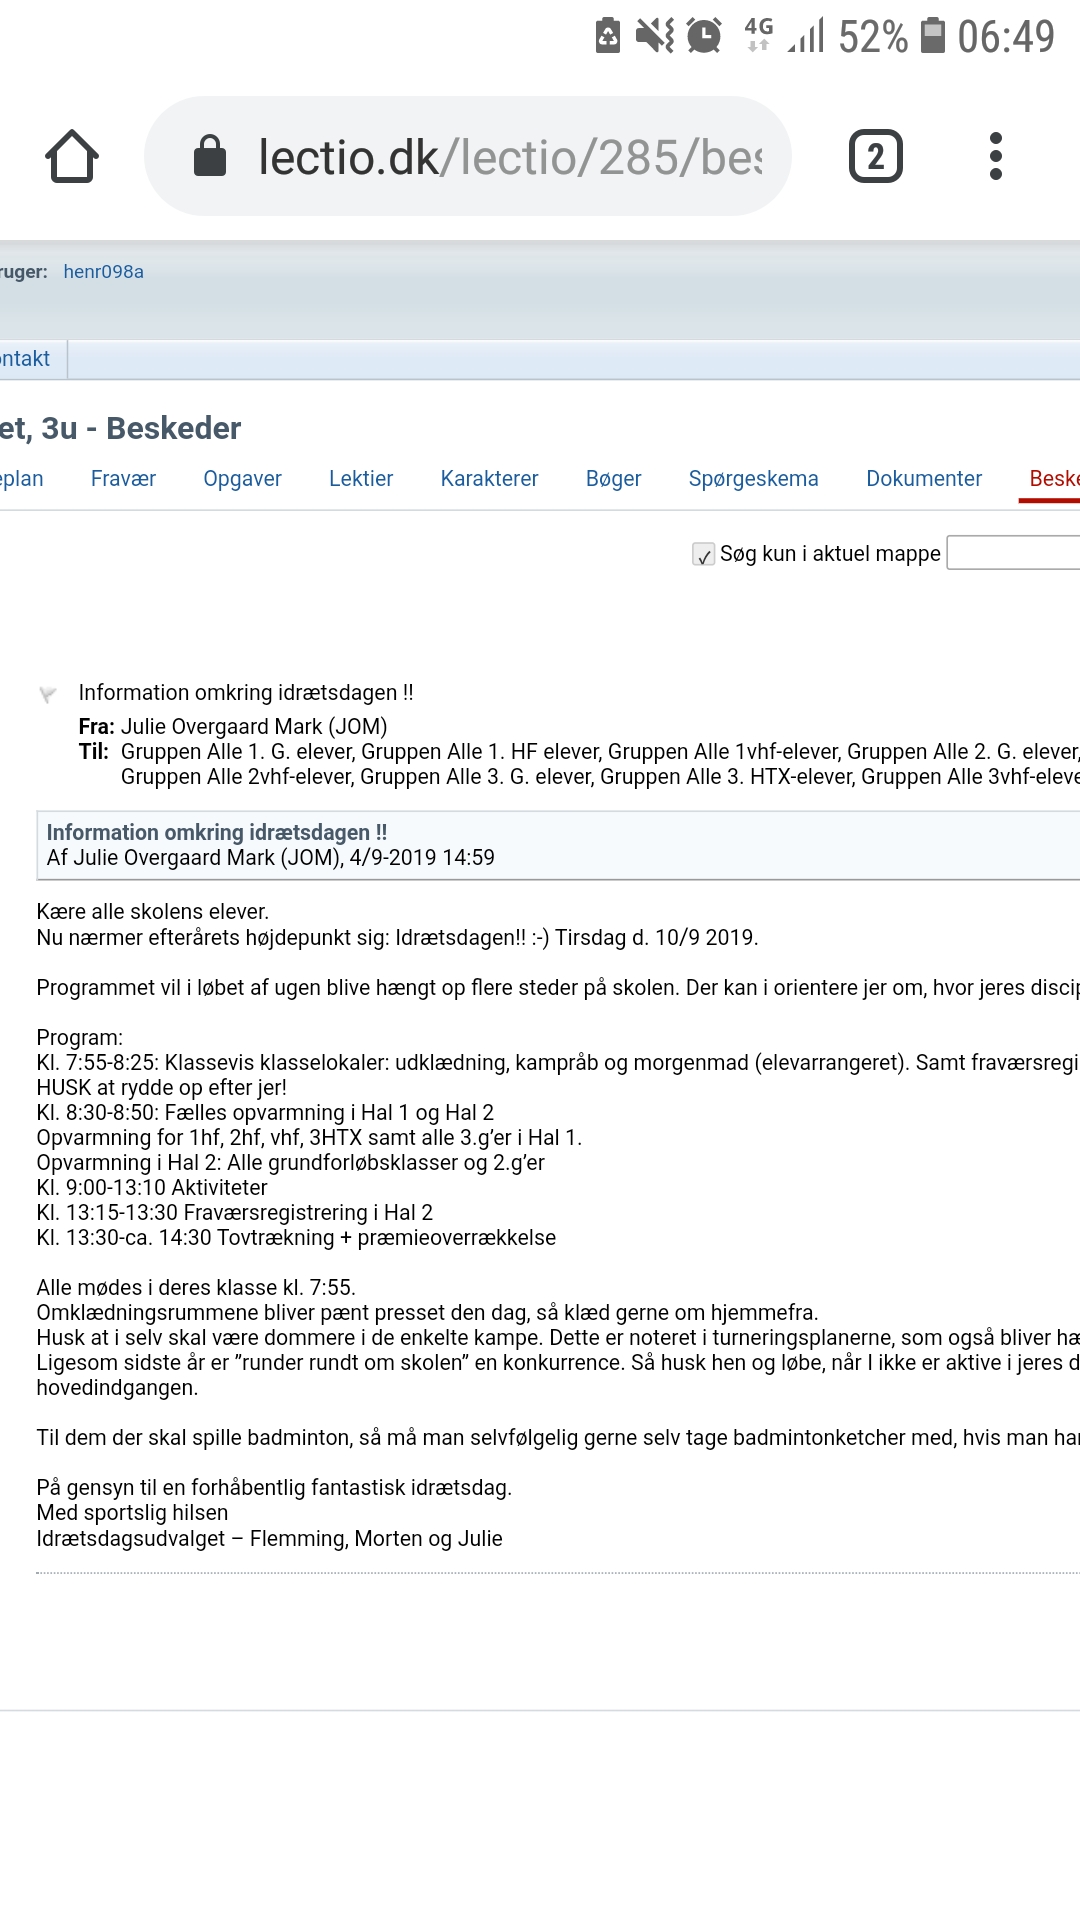 4G 52% 06:49
lectio.dk/lectio/285/bes
2
ruger: henr098a
ontakt
et, 3u - Beskeder
eplan Fravær Opgaver Lektier Karakterer Bøger Spørgeskema Dokumenter Beske
Søg kun i aktuel mappe
Information omkring idrætsdagen !!
Fra: Julie Overgaard Mark (JOM)
Til: Gruppen Alle 1. G. elever, Gruppen Alle 1. HF elever, Gruppen Alle 1vhf-elever, Gruppen Alle 2. G. elever,
Gruppen Alle 2vhf-elever, Gruppen Alle 3. G. elever, Gruppen Alle 3. HTX-elever, Gruppen Alle 3vhf-eleve
Information omkring idrætsdagen !!
Af Julie Overgaard Mark (JOM), 4/9-2019 14:59
Kære alle skolens elever.
Nu nærmer efterårets højdepunkt sig: Idrætsdagen!! :-) Tirsdag d. 10/9 2019.
Programmet vil i løbet af ugen blive hængt op flere steder på skolen. Der kan i orientere jer om, hvor jeres discip
Program:
Kl. 7:55-8:25: Klassevis klasselokaler: udklædning, kampråb og morgenmad (elevarrangeret). Samt fraværsregi
HUSK at rydde op efter jer!
Kl. 8:30-8:50: Fælles opvarmning i Hal 1 og Hal 2
Opvarmning for 1hf, 2hf, vhf, 3HTX samt alle 3.g’er i Hal 1.
Opvarmning i Hal 2: Alle grundforløbsklasser og 2.g’er
Kl. 9:00-13:10 Aktiviteter
Kl. 13:15-13:30 Fraværsregistrering i Hal 2
Kl. 13:30-ca. 14:30 Tovtrækning + præmieoverrækkelse
Alle mødes i deres klasse kl. 7:55.
Omklædningsrummene bliver pænt presset den dag, så klæd gerne om hjemmefra.
Husk at i selv skal være dommere i de enkelte kampe. Dette er noteret i turneringsplanerne, som også bliver hæ
Ligesom sidste år er ”runder rundt om skolen” en konkurrence. Så husk hen og løbe, når I ikke er aktive i jeres d
hovedindgangen.
Til dem der skal spille badminton, så må man selvfølgelig gerne selv tage badmintonketcher med, hvis man har
På gensyn til en forhåbentlig fantastisk idrætsdag.
Med sportslig hilsen
Idrætsdagsudvalget – Flemming, Morten og Julie